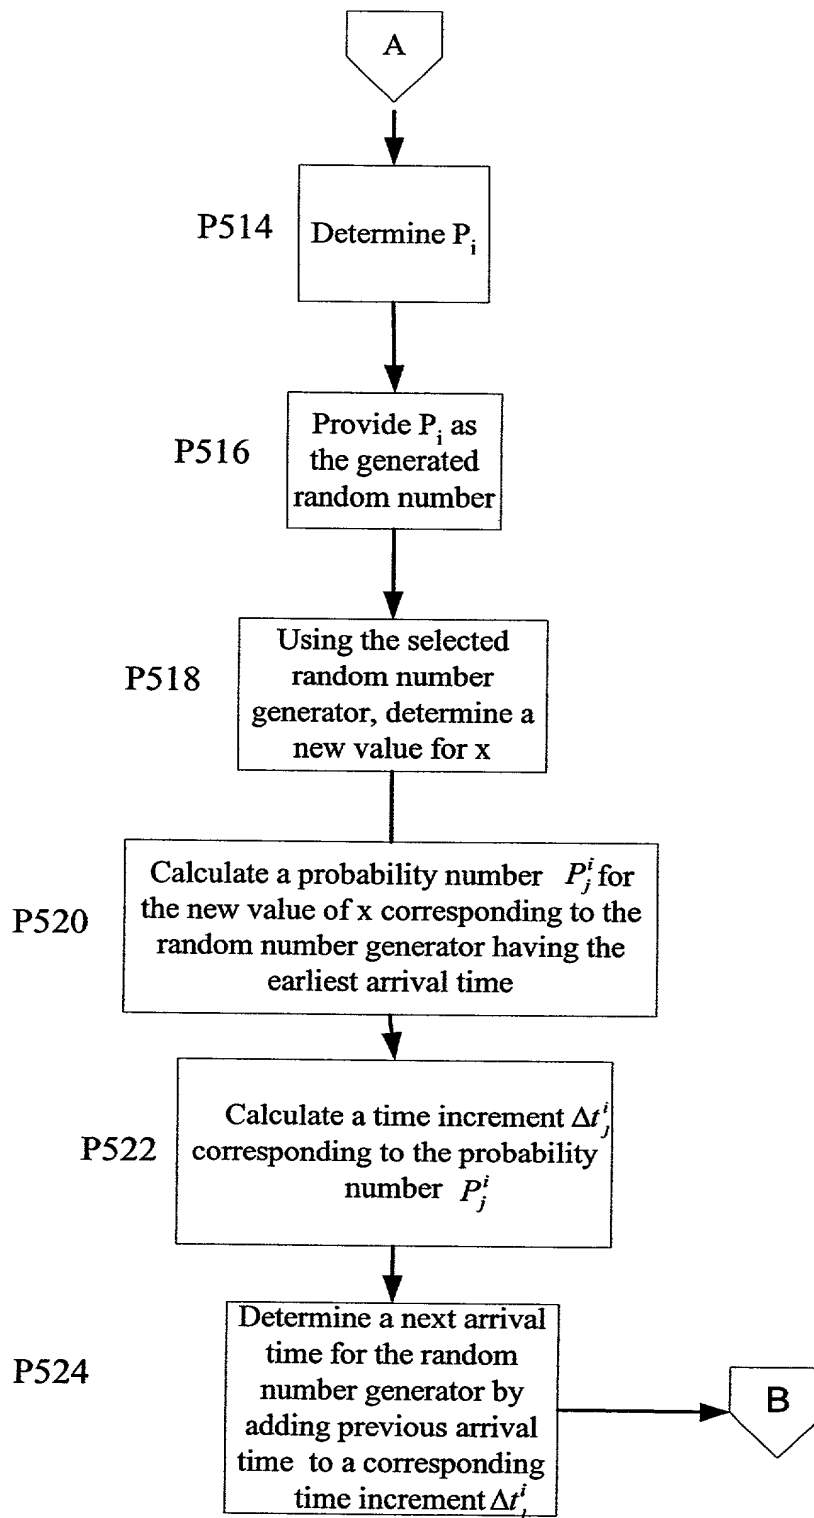 A
P514
Determine P_i
P516
Provide P_i as
the generated
random number
P518
Using the selected
random number
generator, determine a
new value for x
P520
Calculate a probability number P_j^i for
the new value of x corresponding to the
random number generator having the
earliest arrival time
P522
Calculate a time increment Δt_j^i
corresponding to the probability
number P_j^i
P524
Determine a next arrival
time for the random
number generator by
adding previous arrival
time to a corresponding
time increment Δt_j^i
B